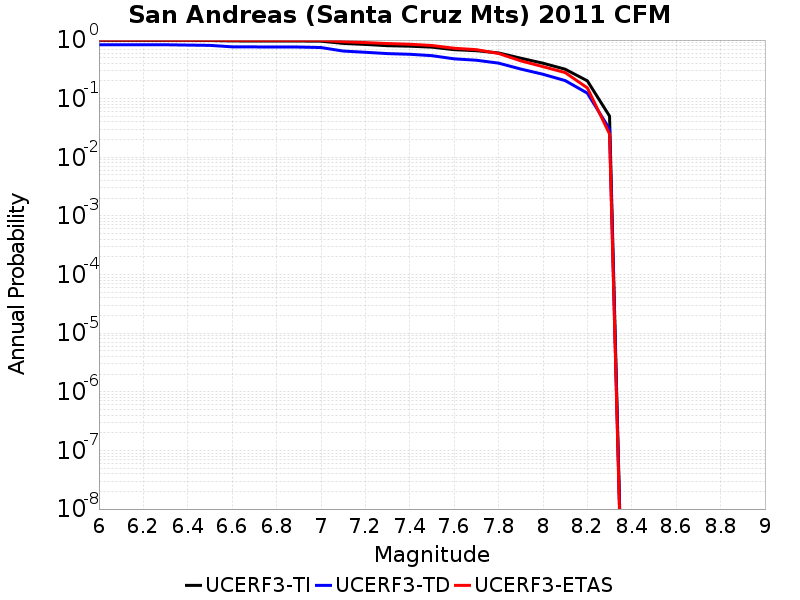 San Andreas (Santa Cruz Mts) 2011 CFM
Annual Probability
10^0
10^-1
10^-2
10^-3
10^-4
10^-5
10^-6
10^-7
10^-8
6 6.2 6.4 6.6 6.8 7 7.2 7.4 7.6 7.8 8 8.2 8.4 8.6 8.8 9
Magnitude
UCERF3-TI UCERF3-TD UCERF3-ETAS